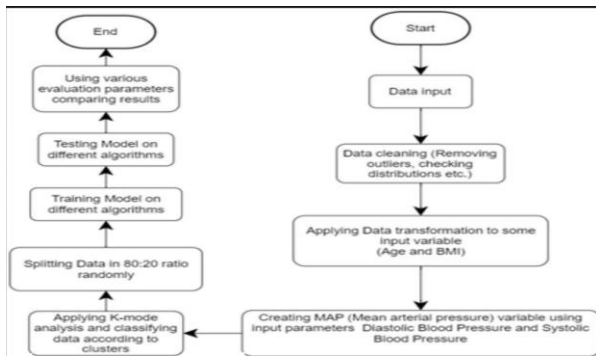 Start
Data input
Data cleaning (Removing
outliers, checking
distributions etc.)
Applying Data transformation to some
input variable
(Age and BMI)
Creating MAP (Mean arterial pressure) variable using
input parameters Diastolic Blood Pressure and Systolic
Blood Pressure
Applying K-mode
analysis and classifying
data according to
clusters
Splitting Data in 80:20 ratio
randomly
Training Model on
different algorithms
Testing Model on
different algorithms
Using various
evaluation parameters
comparing results
End